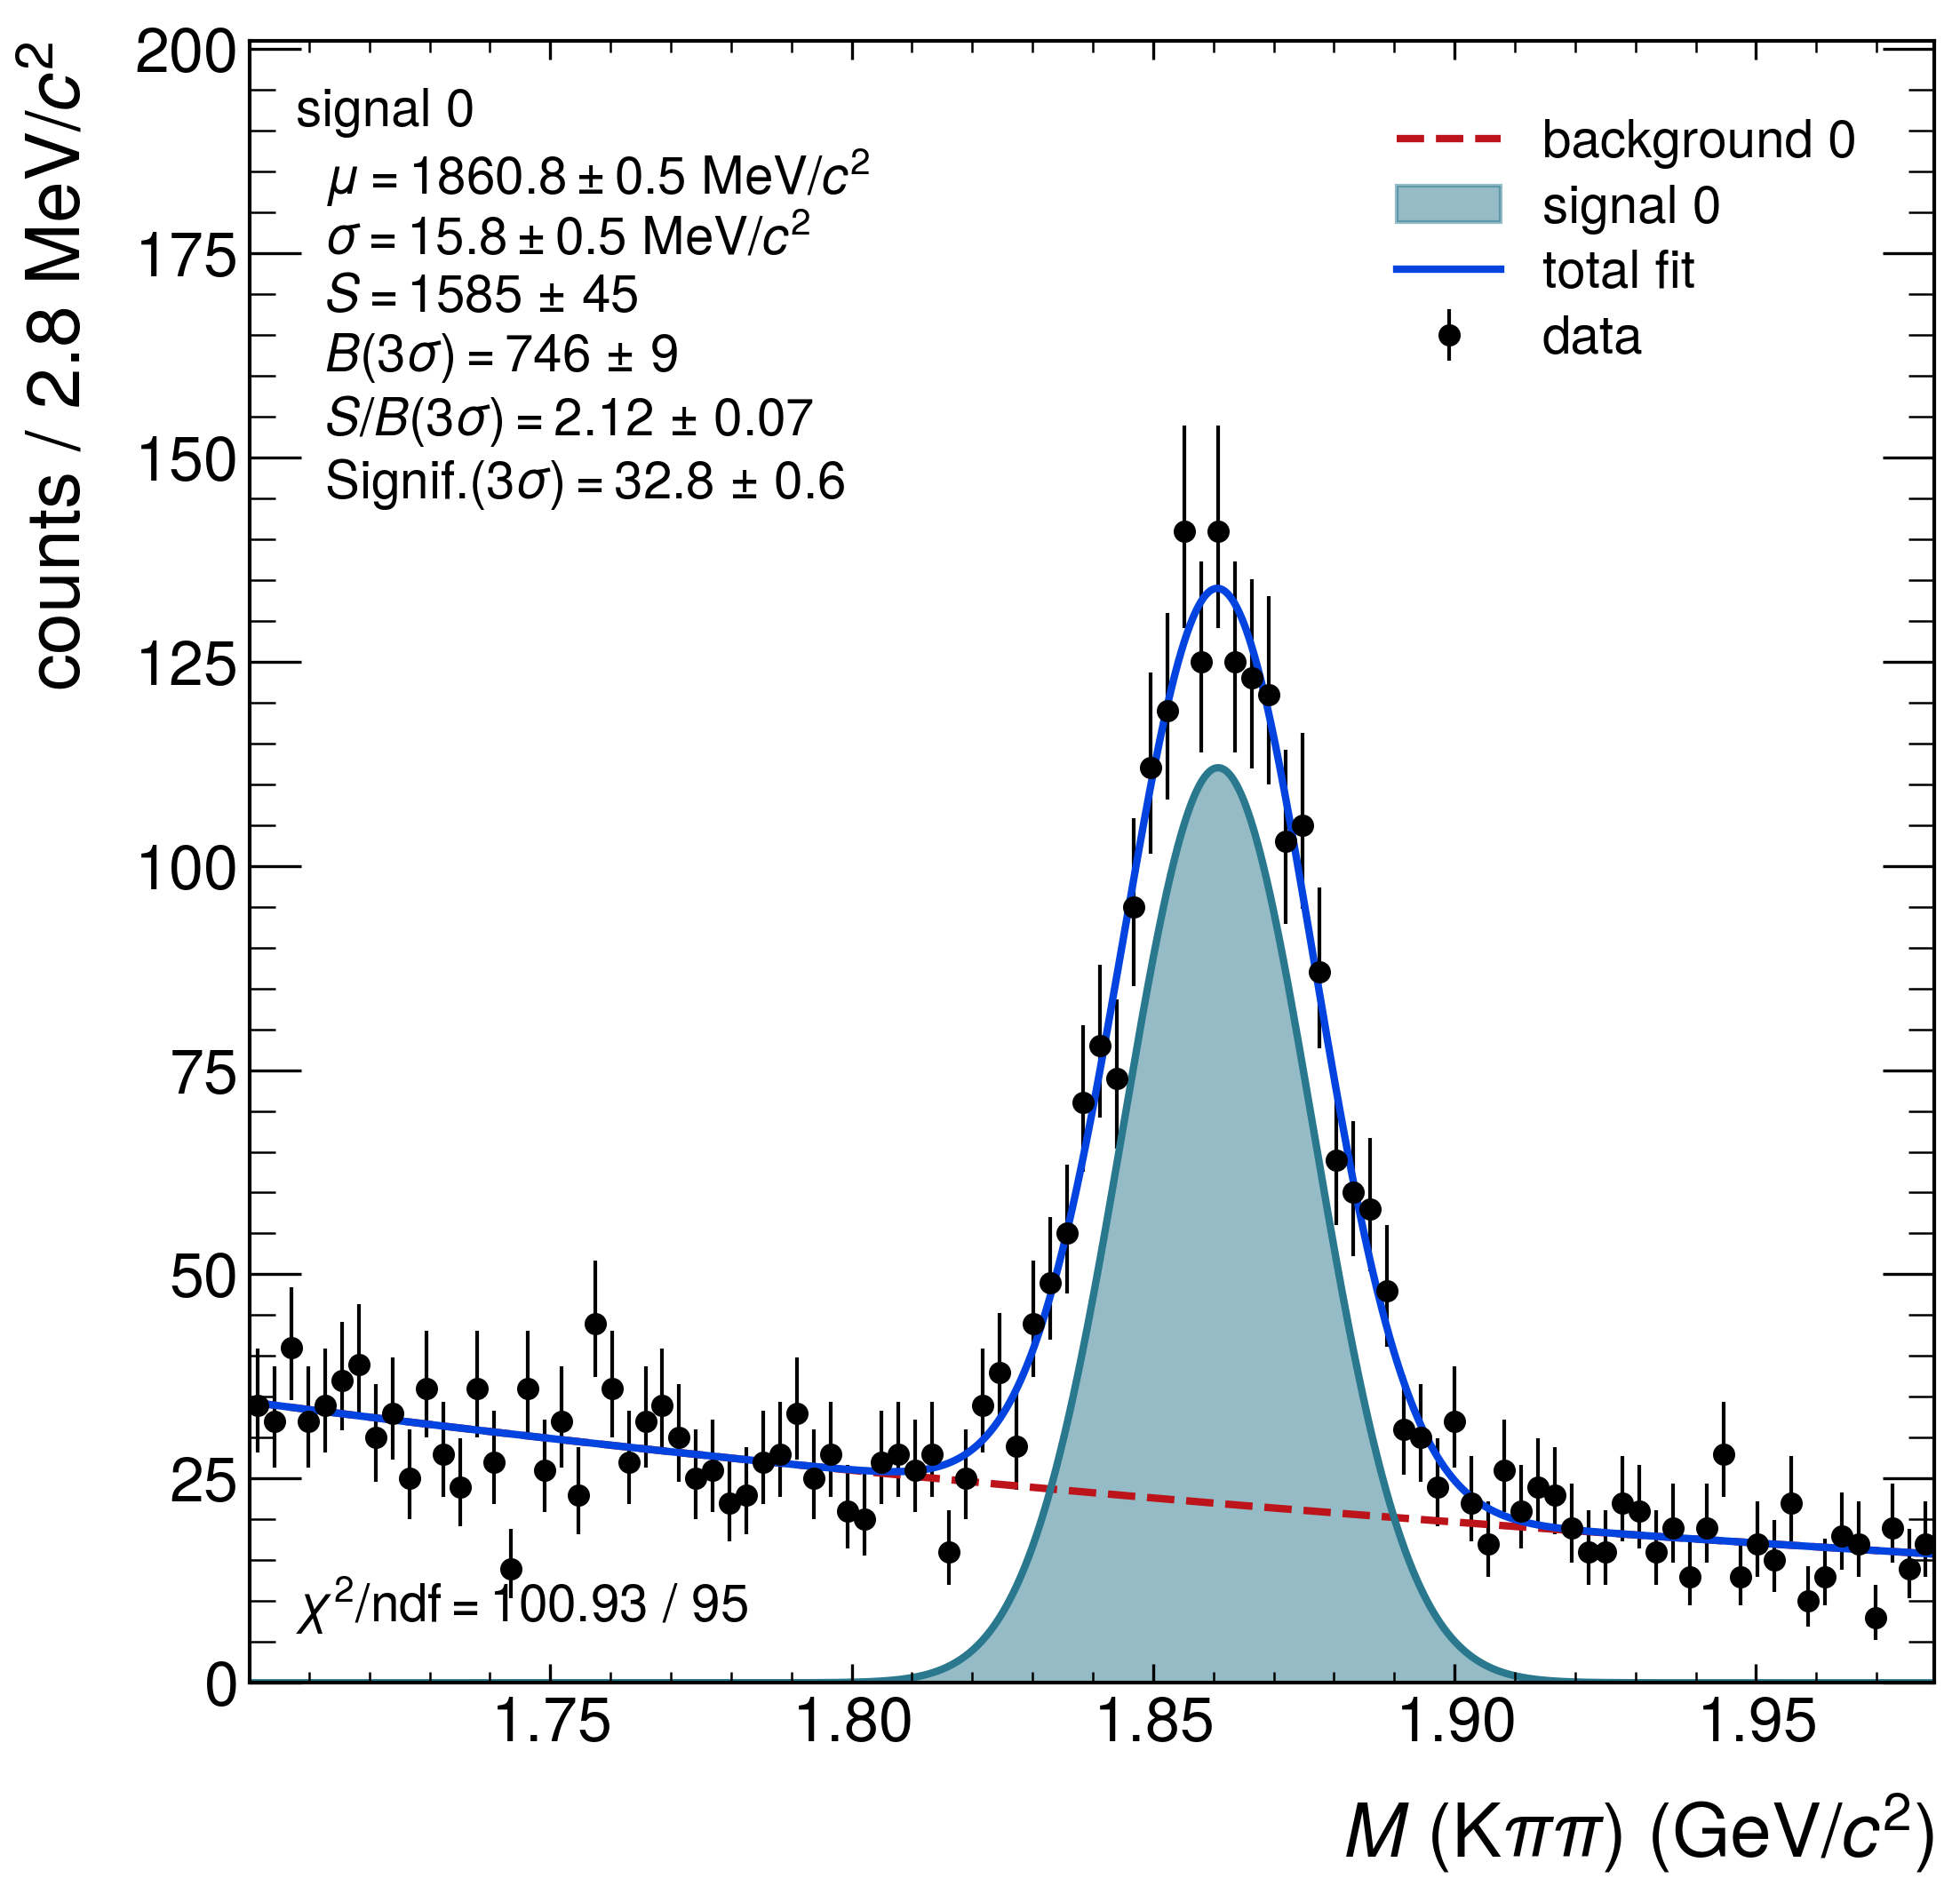 counts / 2.8 MeV/c²
200
175
150
125
100
75
50
25
0
signal 0
μ = 1860.8 ± 0.5 MeV/c²
σ = 15.8 ± 0.5 MeV/c²
S = 1585 ± 45
B(3σ) = 746 ± 9
S/B(3σ) = 2.12 ± 0.07
Signif.(3σ) = 32.8 ± 0.6
background 0
signal 0
total fit
data
χ²/ndf = 100.93 / 95
1.75 1.80 1.85 1.90 1.95
M (Kππ) (GeV/c²)